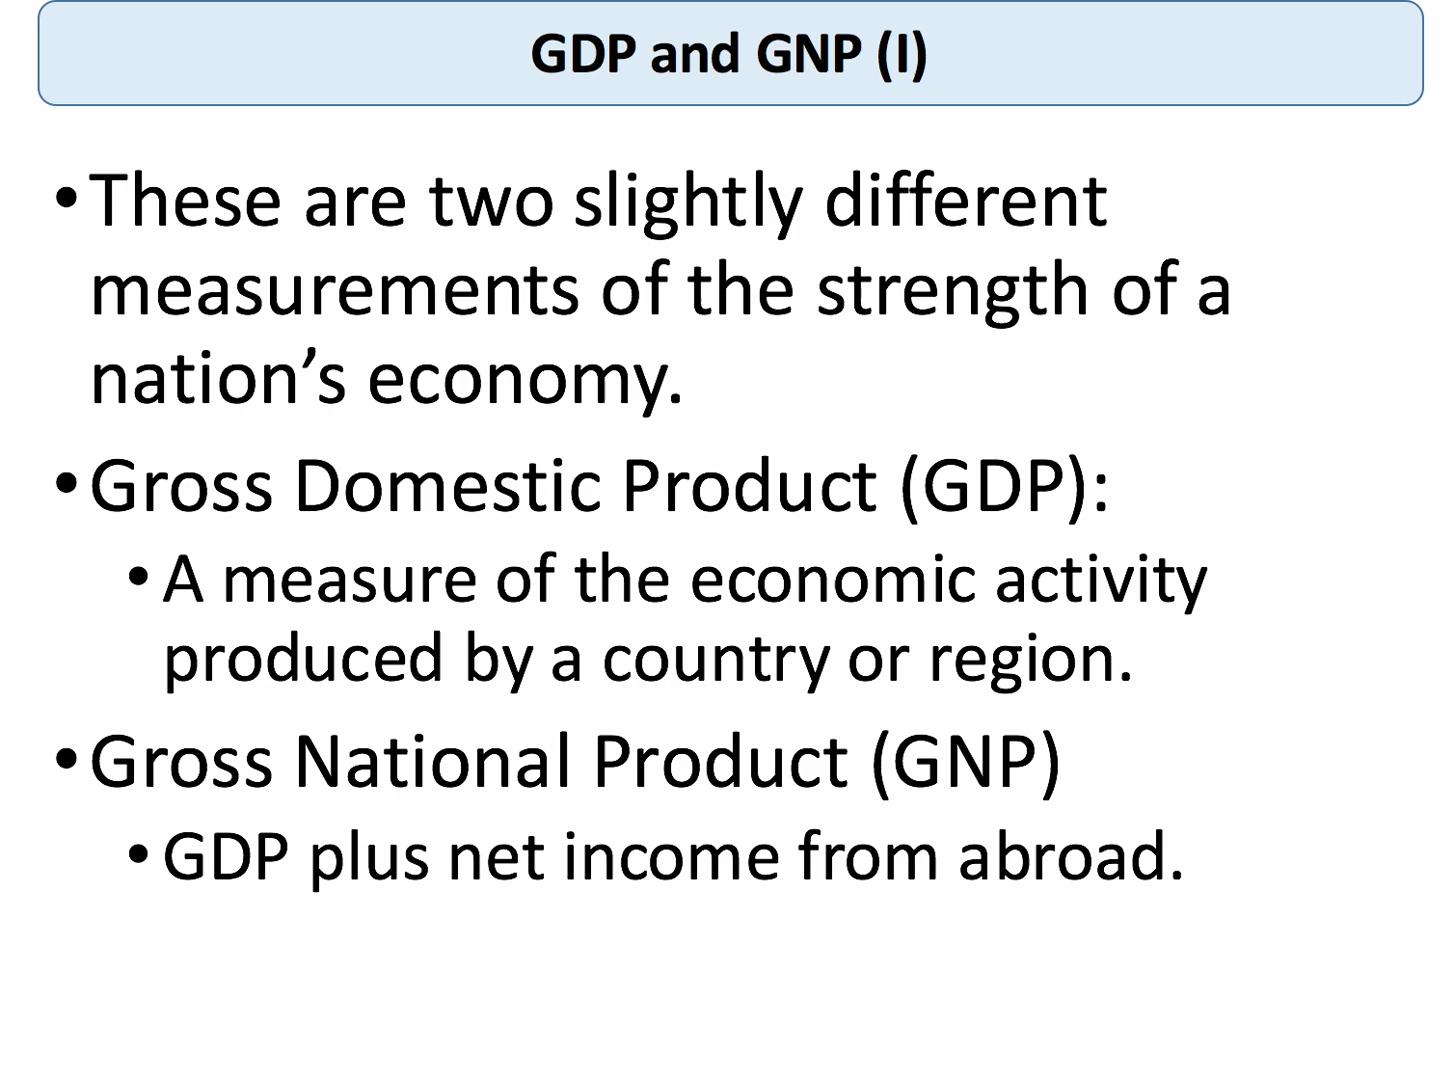 GDP and GNP (I)
• These are two slightly different
measurements of the strength of a
nation’s economy.
• Gross Domestic Product (GDP):
• A measure of the economic activity
produced by a country or region.
• Gross National Product (GNP)
• GDP plus net income from abroad.